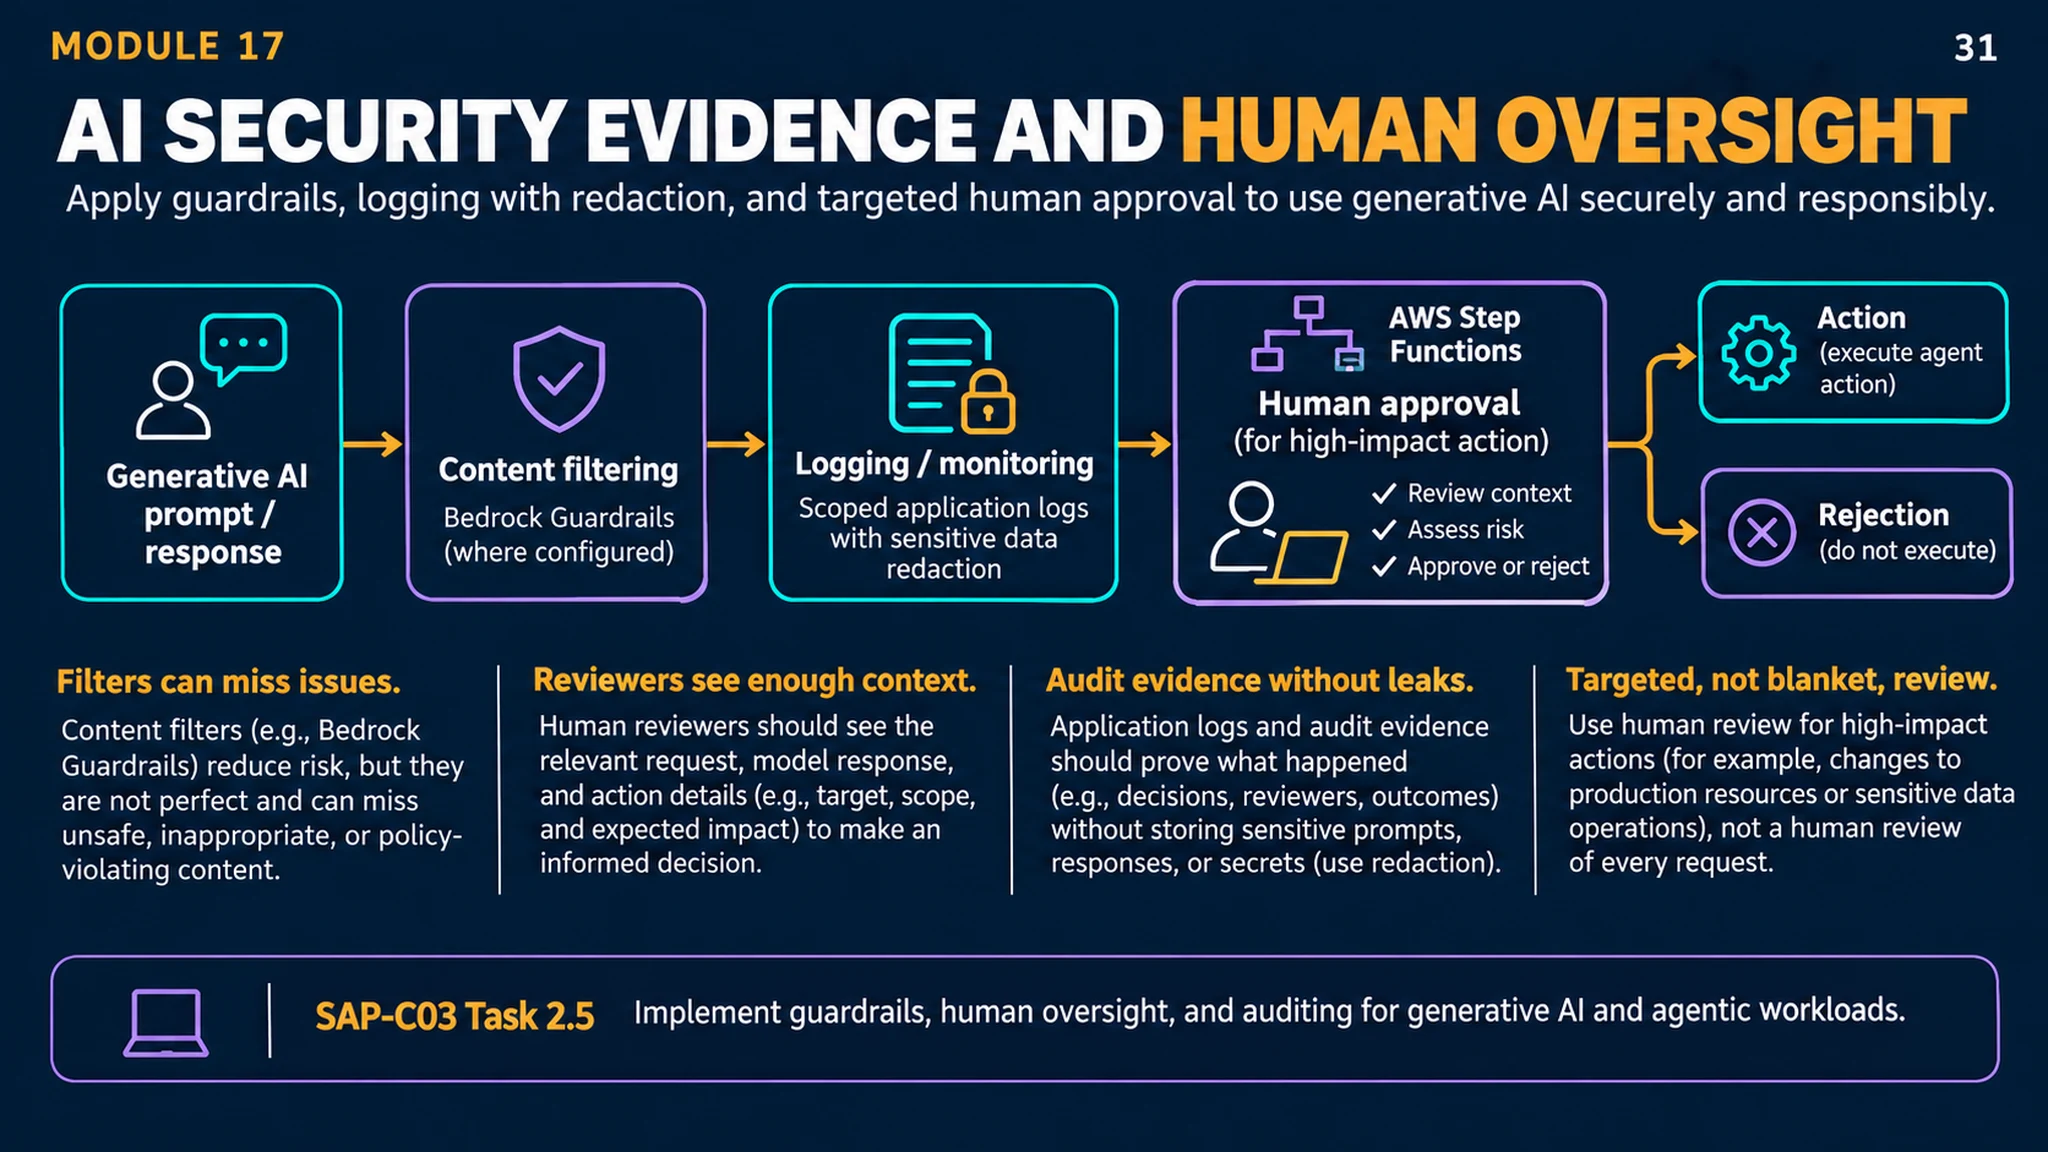 MODULE 17
31
AI SECURITY EVIDENCE AND HUMAN OVERSIGHT
Apply guardrails, logging with redaction, and targeted human approval to use generative AI securely and responsibly.
Generative AI
prompt /
response
Content filtering
Bedrock Guardrails
(where configured)
Logging / monitoring
Scoped application logs
with sensitive data
redaction
AWS Step
Functions
Human approval
(for high-impact action)
Review context
Assess risk
Approve or reject
Action
(execute agent
action)
Rejection
(do not execute)
Filters can miss issues.
Content filters (e.g., Bedrock
Guardrails) reduce risk, but they
are not perfect and can miss
unsafe, inappropriate, or policy-
violating content.
Reviewers see enough context.
Human reviewers should see the
relevant request, model response,
and action details (e.g., target, scope,
and expected impact) to make an
informed decision.
Audit evidence without leaks.
Application logs and audit evidence
should prove what happened
(e.g., decisions, reviewers, outcomes)
without storing sensitive prompts,
responses, or secrets (use redaction).
Targeted, not blanket, review.
Use human review for high-impact
actions (for example, changes to
production resources or sensitive data
operations), not a human review
of every request.
SAP-C03 Task 2.5
Implement guardrails, human oversight, and auditing for generative AI and agentic workloads.